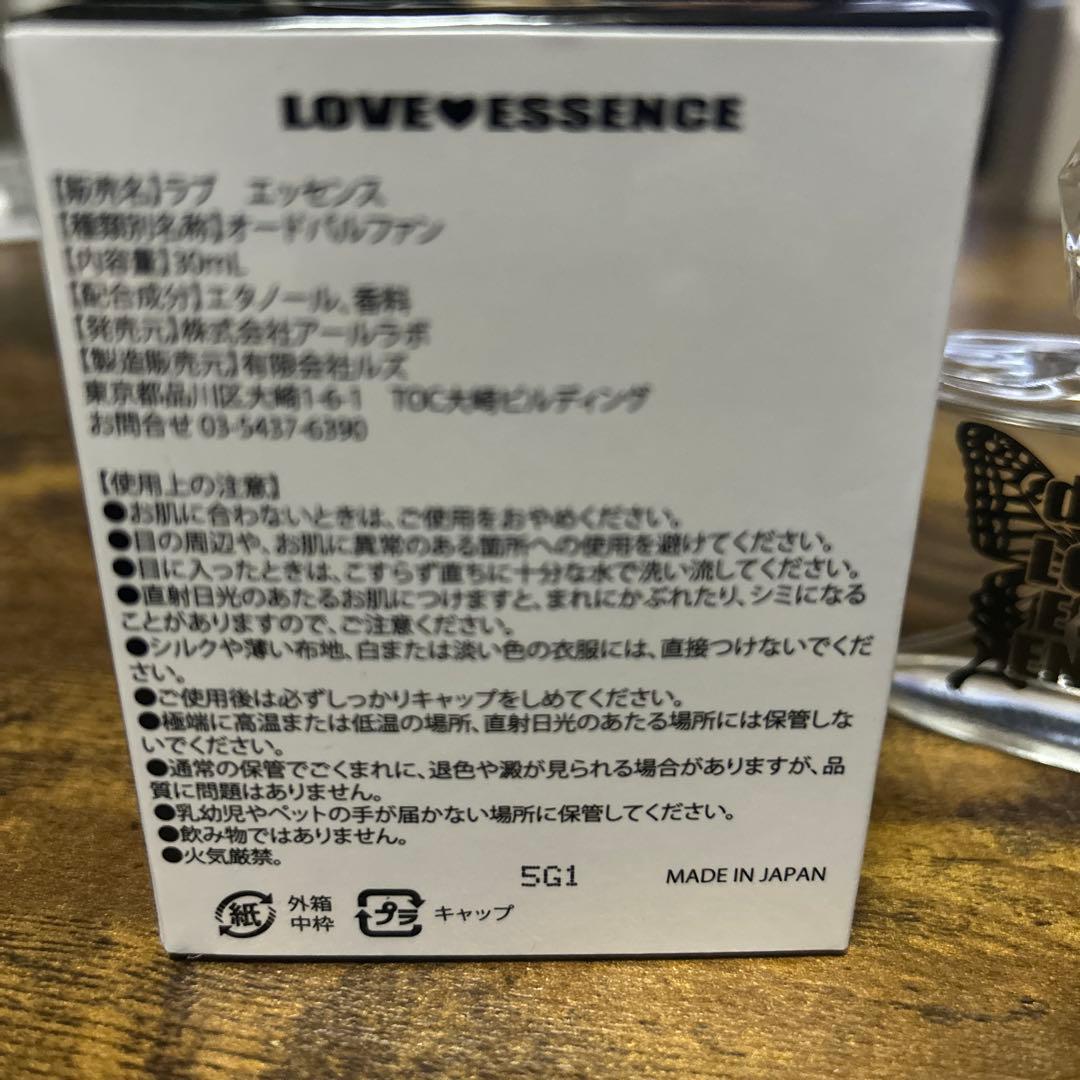 LOVE♥ESSENCE
【販売名】ラブ　エッセンス
【種類別名称】オードパルファン
【内容量】30mL
【配合成分】エタノール、香料
【発売元】株式会社アールラボ
【製造販売元】有限会社ルズ
東京都品川区大崎1-6-1　TOC大崎ビルディング
お問合せ 03-5437-6390
【使用上の注意】
●お肌に合わないときは、ご使用をおやめください。
●目の周辺や、お肌に異常のある箇所への使用を避けてください。
●目に入ったときは、こすらず直ちに十分な水で洗い流してください。
●直射日光のあたるお肌につけますと、まれにかぶれたり、シミになる
ことがありますので、ご注意ください。
●シルクや薄い布地、白または淡い色の衣服には、直接つけないでくだ
さい。
●ご使用後は必ずしっかりキャップをしめてください。
●極端に高温または低温の場所、直射日光のあたる場所には保管しな
いでください。
●通常の保管でごくまれに、退色や澱が見られる場合がありますが、品
質に問題はありません。
●乳幼児やペットの手が届かない場所に保管してください。
●飲み物ではありません。
●火気厳禁。
5G1
MADE IN JAPAN
紙 外箱
中枠
プラ キャップ